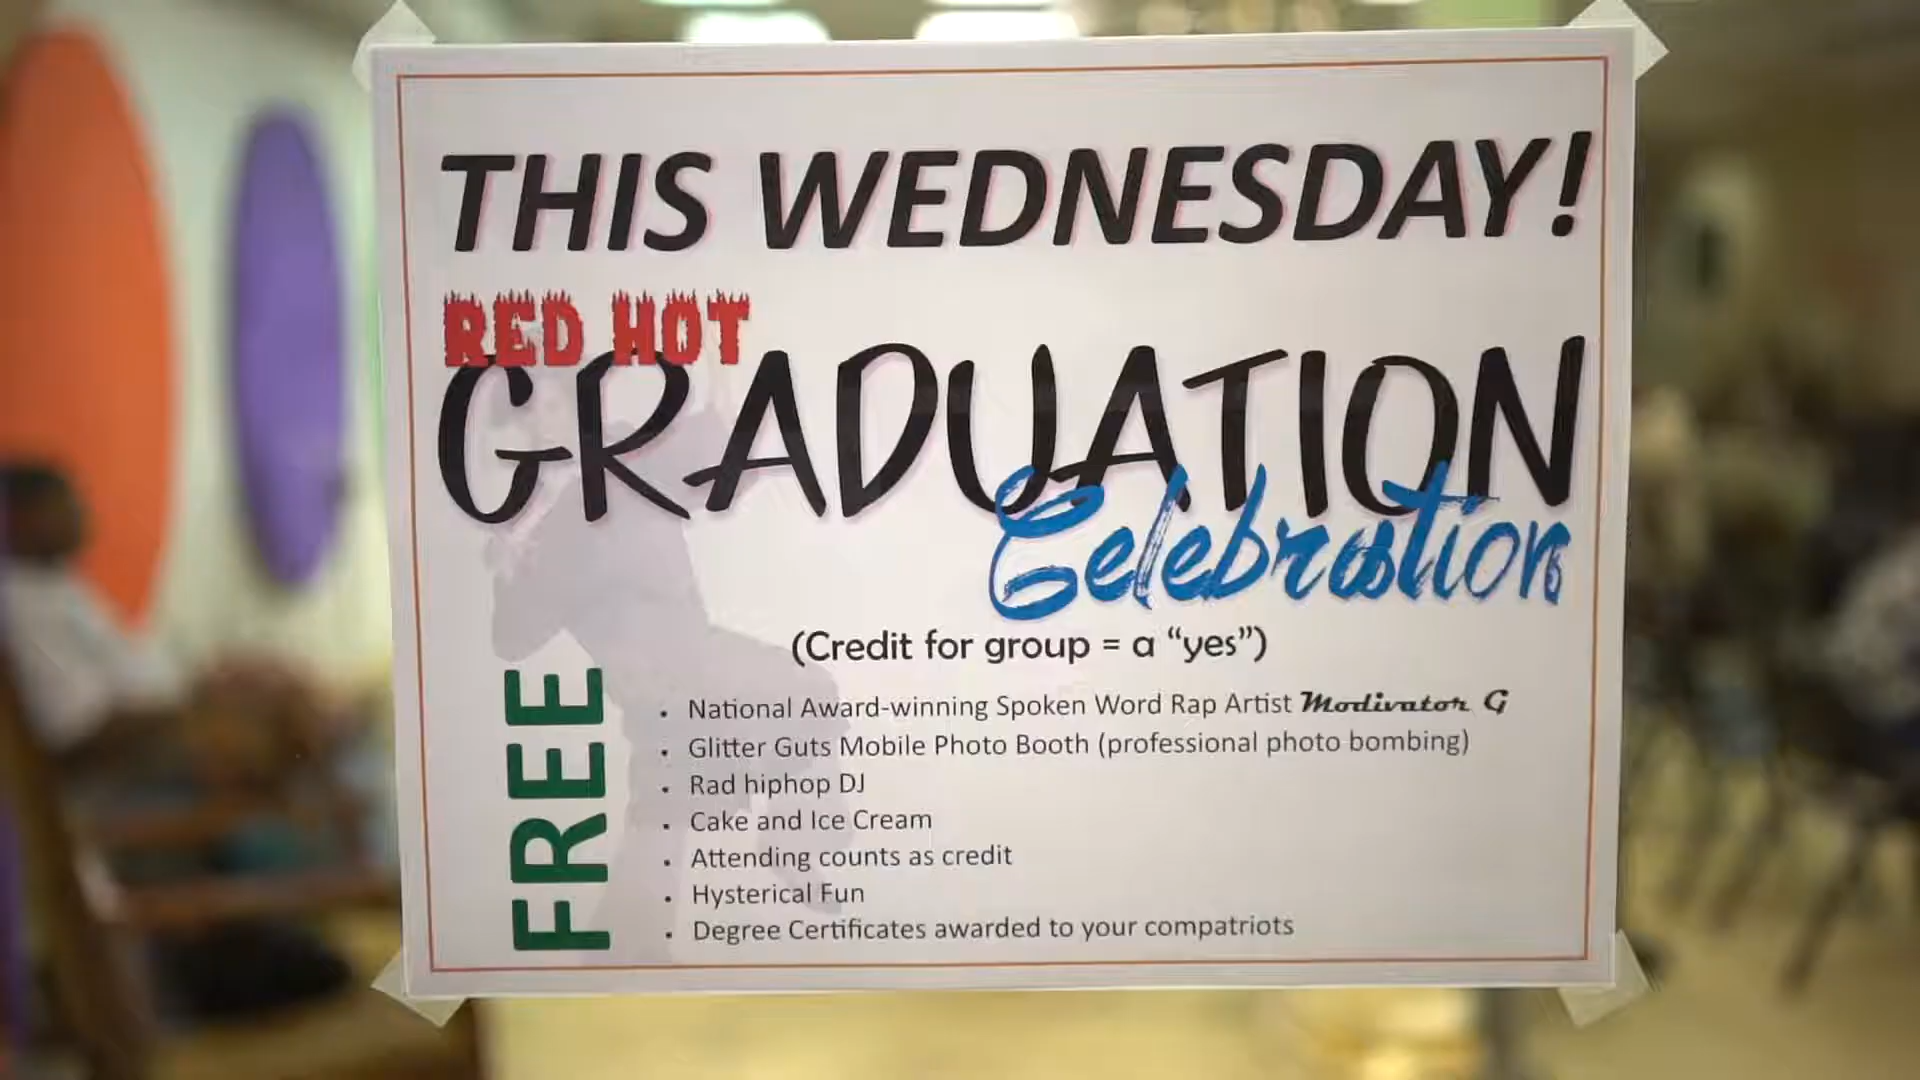 THIS WEDNESDAY!
RED HOT
GRADUATION
Celebration
(Credit for group = a “yes”)
FREE
• National Award-winning Spoken Word Rap Artist Modivator G
• Glitter Guts Mobile Photo Booth (professional photo bombing)
• Rad hiphop DJ
• Cake and Ice Cream
• Attending counts as credit
• Hysterical Fun
• Degree Certificates awarded to your compatriots